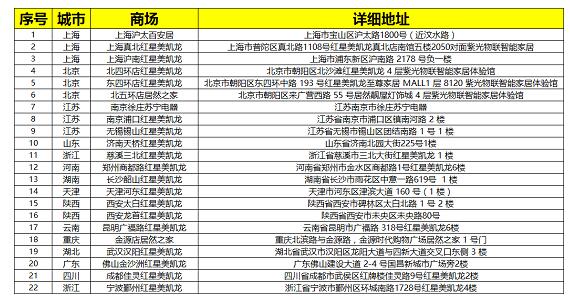 序号 城市 商场 详细地址
1 上海 上海沪太百安居 上海市宝山区沪太路1800号（近汶水路）
2 上海 上海真北红星美凯龙 上海市普陀区真北路1108号红星美凯龙真北店南馆五楼2050对面紫光物联智能家居
3 上海 上海沪南红星美凯龙 上海市浦东新区沪南路 2178 号负一楼
4 北京 北四环店红星美凯龙 北京市朝阳区北沙滩红星美凯龙 4 层紫光物联智能家居体验馆
5 北京 东四环店红星美凯龙 北京市朝阳区东四环中路 193 号红星美凯龙至尊家居 MALL1 层 8120 紫光物联智能家居体验馆
6 北京 北五环店居然之家 北京市朝阳区来广营西路 55 号居然靓屋灯饰城 4 层紫光物联智能家居体验馆
7 江苏 南京徐庄苏宁电器 江苏南京市徐庄苏宁电器
8 江苏 南京浦口红星美凯龙 江苏南京市浦口区镇南河路 2 楼
9 江苏 无锡锡山红星美凯龙 江苏省无锡市锡山区团结南路 1 号 1 楼
10 山东 济南天桥红星美凯龙 山东省济南北园大街225号1楼
11 浙江 慈溪三北红星美凯龙 浙江省慈溪市三北大街红星美凯龙 1 楼
12 河南 郑州商都路红星美凯龙 河南省郑州市金水区商都路1号红星美凯龙6楼
13 湖南 长沙韶山红星美凯龙 湖南省长沙市雨花区中意一路619号 1 楼
14 天津 天津河东红星美凯龙 天津市河东区津滨大道 160 号（1 楼）
15 陕西 西安太白红星美凯龙 陕西省西安市碑林区太白北路 1 号 2 楼
16 陕西 西安龙首红星美凯龙 陕西省西安市未央区未央路80号
17 云南 昆明广福路红星美凯龙 云南省昆明市广福路 318号红星美凯龙6楼
18 重庆 金源店居然之家 重庆北滨路与金源路，金源时代购物广场居然之家 1 号门
19 湖北 武汉汉阳红星美凯龙 湖北省武汉市汉阳区龙阳大道与四新大道交叉口东侧 3 楼
20 广东 佛山金沙洲红星美凯龙 广东佛山建设大道 2-4 号国昌新城市广场旁2楼
21 四川 成都佳灵红星美凯龙 四川省成都市武侯区红牌楼佳灵路9号红星美凯龙2楼
22 浙江 宁波鄞州红星美凯龙 浙江省宁波市鄞州区环城南路1728号红星美凯龙4楼